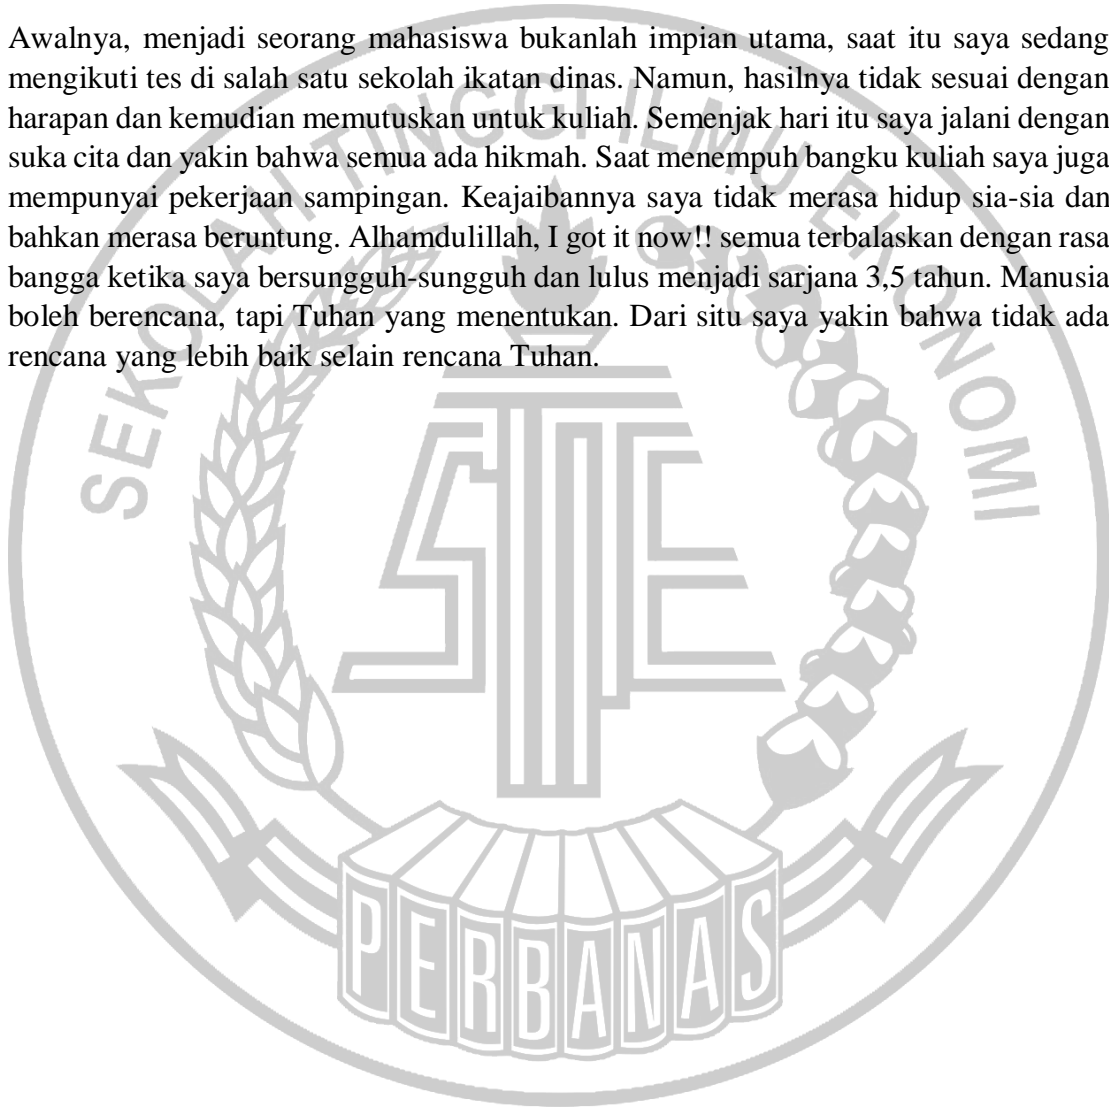 Awalnya, menjadi seorang mahasiswa bukanlah impian utama, saat itu saya sedang
mengikuti tes di salah satu sekolah ikatan dinas. Namun, hasilnya tidak sesuai dengan
harapan dan kemudian memutuskan untuk kuliah. Semenjak hari itu saya jalani dengan
suka cita dan yakin bahwa semua ada hikmah. Saat menempuh bangku kuliah saya juga
mempunyai pekerjaan sampingan. Keajaibannya saya tidak merasa hidup sia-sia dan
bahkan merasa beruntung. Alhamdulillah, I got it now!! semua terbalaskan dengan rasa
bangga ketika saya bersungguh-sungguh dan lulus menjadi sarjana 3,5 tahun. Manusia
boleh berencana, tapi Tuhan yang menentukan. Dari situ saya yakin bahwa tidak ada
rencana yang lebih baik selain rencana Tuhan.
SEKOLAH TINGGI ILMU EKONOMI
STIE
PERBANAS